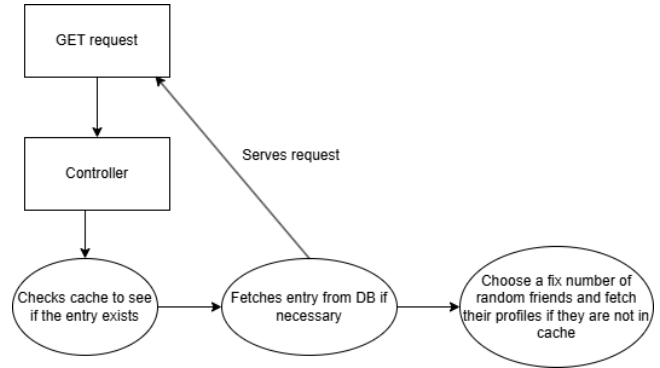 GET request
Controller
Serves request
Checks cache to see
if the entry exists
Fetches entry from DB if
necessary
Choose a fix number of
random friends and fetch
their profiles if they are not in
cache